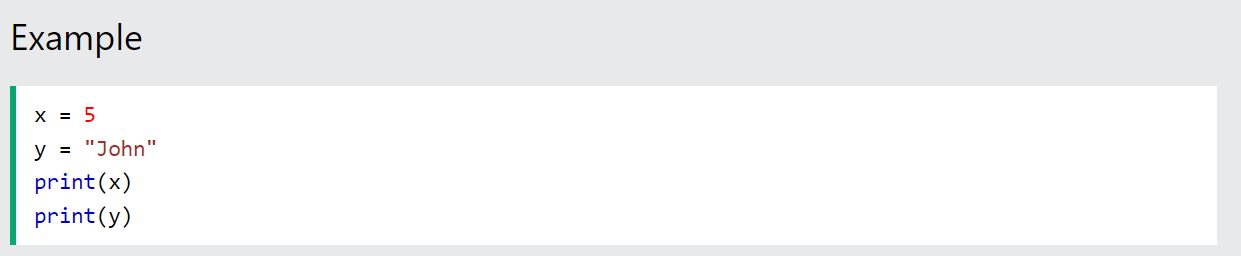 Example
x = 5
y = "John"
print(x)
print(y)